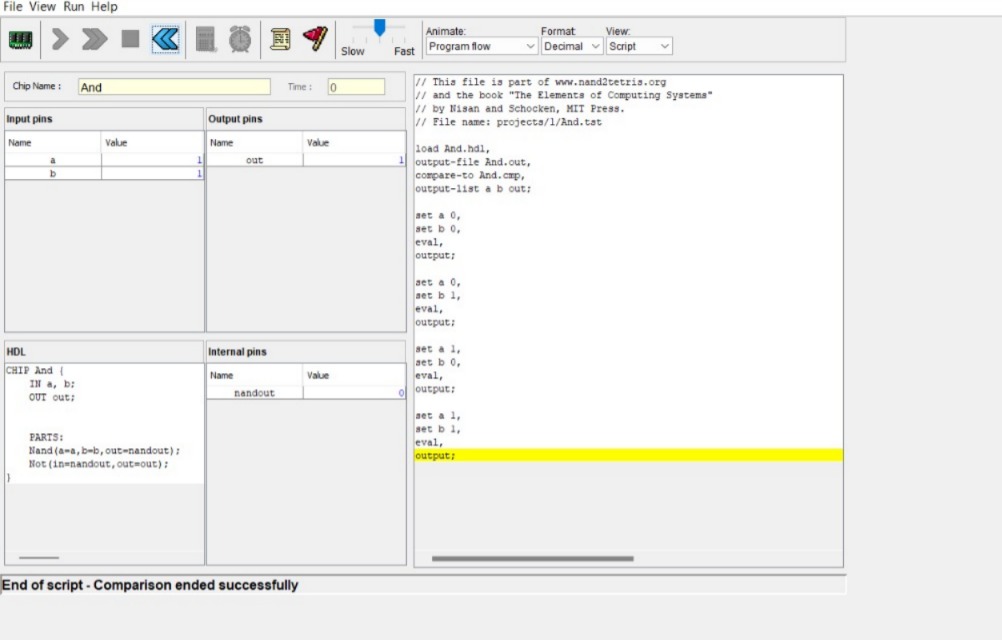 File View Run Help
Slow Fast
Animate:
Program flow
Format:
Decimal
View:
Script
Chip Name : And
Time : 0
Input pins
Name Value
a 1
b 1
Output pins
Name Value
out 1
HDL
CHIP And {
IN a, b;
OUT out;
PARTS:
Nand(a=a,b=b,out=nandout);
Not(in=nandout,out=out);
}
Internal pins
Name Value
nandout 0
// This file is part of www.nand2tetris.org
// and the book "The Elements of Computing Systems"
// by Nisan and Schocken, MIT Press.
// File name: projects/1/And.tst
load And.hdl,
output-file And.out,
compare-to And.cmp,
output-list a b out;
set a 0,
set b 0,
eval,
output;
set a 0,
set b 1,
eval,
output;
set a 1,
set b 0,
eval,
output;
set a 1,
set b 1,
eval,
output;
End of script - Comparison ended successfully